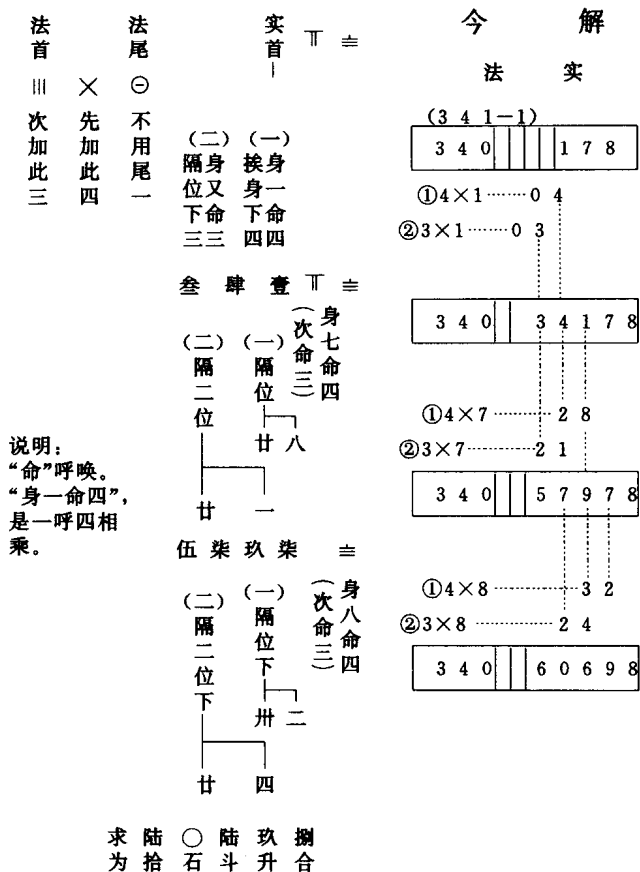 法首 〣 次加此三
〤 先加此四
法尾 ⊖ 不用尾一
实首 〡 〧 〨
（一）身一命四
挨身下四
（二）身又命三
隔位下三
叁 肆 壹 〧 〨
身七命四
（次命三）
（一）隔位
廿 八
（二）隔二位
廿 一
伍 柒 玖 柒 〨
身八命四
（次命三）
（一）隔位下
卅 二
（二）隔二位下
廿 四
求为 陆拾 〇石 陆斗 玖升 捌合
说明：
“命”呼唤。
“身一命四”，
是一呼四相
乘。
今 解
法 实
（3 4 1－1）
3 4 0 1 7 8
①4×1……0 4
②3×1……0 3
3 4 0 3 4 1 7 8
①4×7……2 8
②3×7……2 1
3 4 0 5 7 9 7 8
①4×8……3 2
②3×8……2 4
3 4 0 6 0 6 9 8